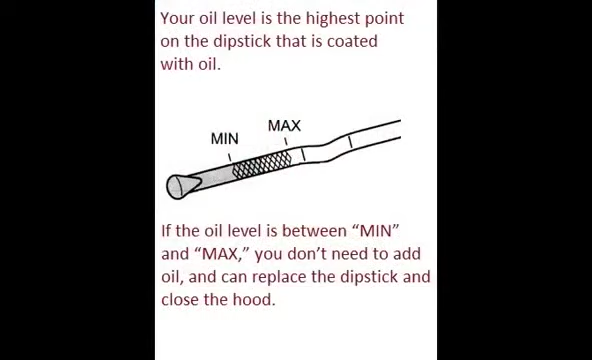 Your oil level is the highest point
on the dipstick that is coated
with oil.
MAX
MIN
If the oil level is between “MIN”
and “MAX,” you don’t need to add
oil, and can replace the dipstick and
close the hood.